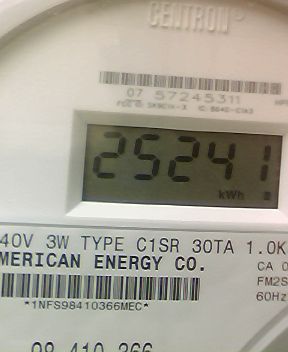 CENTRON
07 57245311
25241
kWh
40V 3W TYPE C1SR 30TA 1.0K
MERICAN ENERGY CO.
CA 0
FM2S
60Hz
*1NFS98410366MEC*
98 410 366